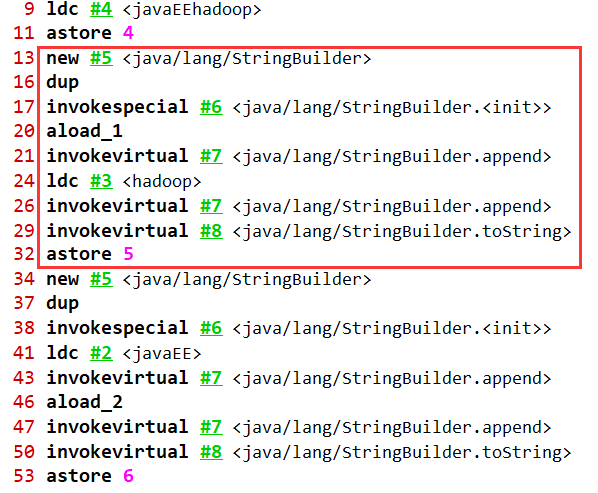 9 ldc #4 <javaEEhadoop>
11 astore 4
13 new #5 <java/lang/StringBuilder>
16 dup
17 invokespecial #6 <java/lang/StringBuilder.<init>>
20 aload_1
21 invokevirtual #7 <java/lang/StringBuilder.append>
24 ldc #3 <hadoop>
26 invokevirtual #7 <java/lang/StringBuilder.append>
29 invokevirtual #8 <java/lang/StringBuilder.toString>
32 astore 5
34 new #5 <java/lang/StringBuilder>
37 dup
38 invokespecial #6 <java/lang/StringBuilder.<init>>
41 ldc #2 <javaEE>
43 invokevirtual #7 <java/lang/StringBuilder.append>
46 aload_2
47 invokevirtual #7 <java/lang/StringBuilder.append>
50 invokevirtual #8 <java/lang/StringBuilder.toString>
53 astore 6